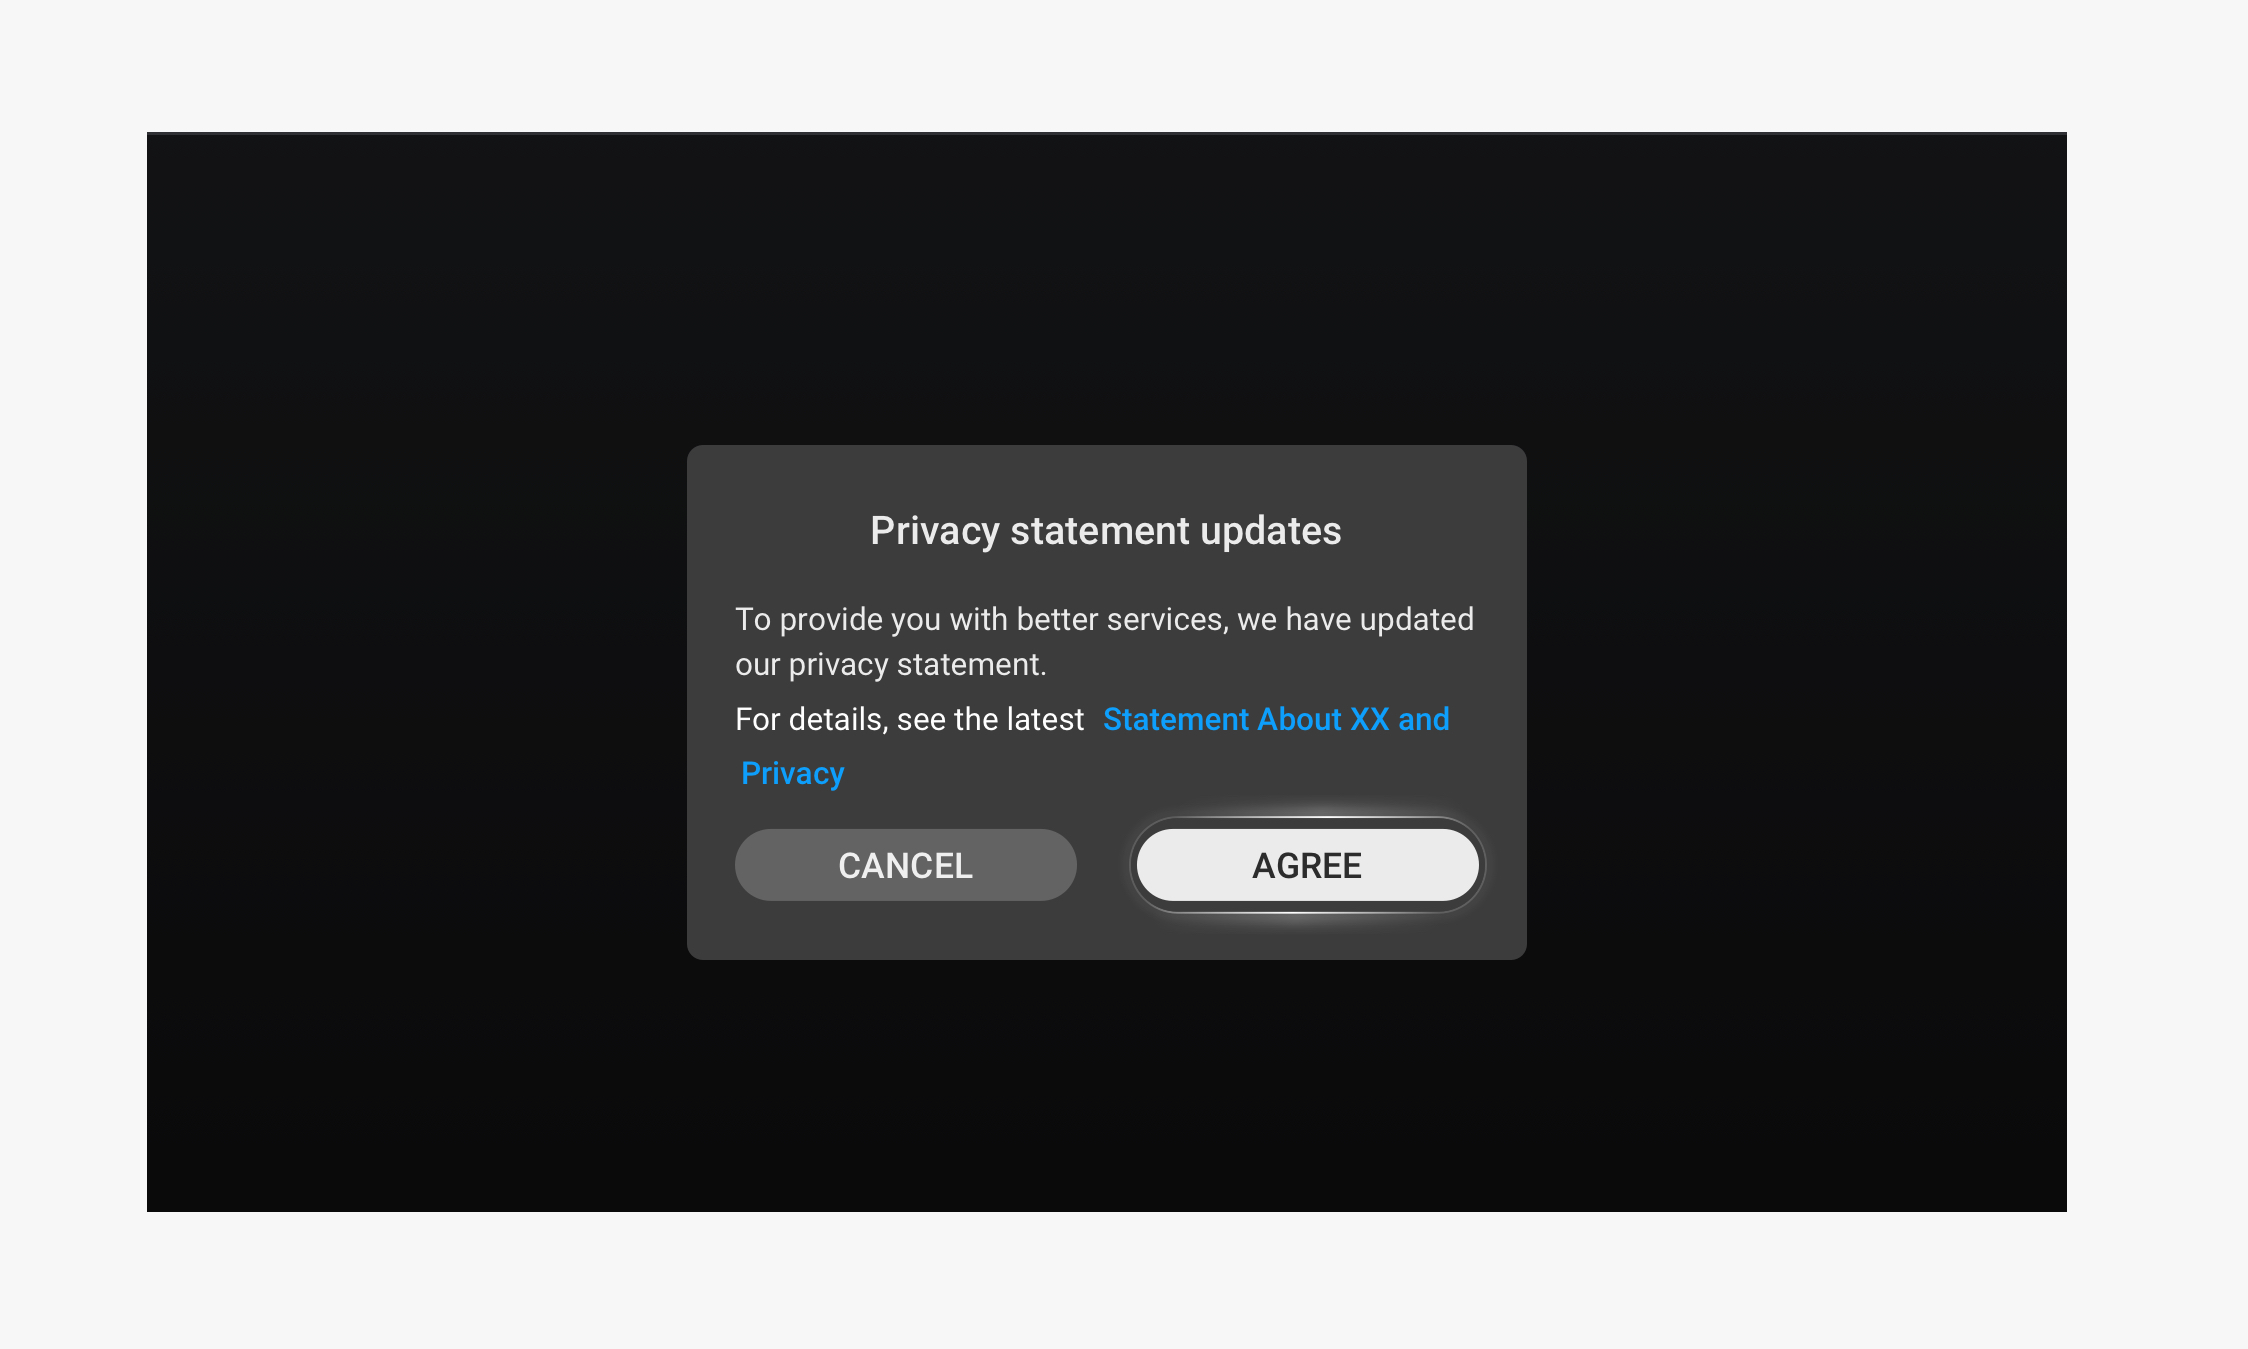 Privacy statement updates
To provide you with better services, we have updated
our privacy statement.
For details, see the latest Statement About XX and
Privacy
CANCEL
AGREE